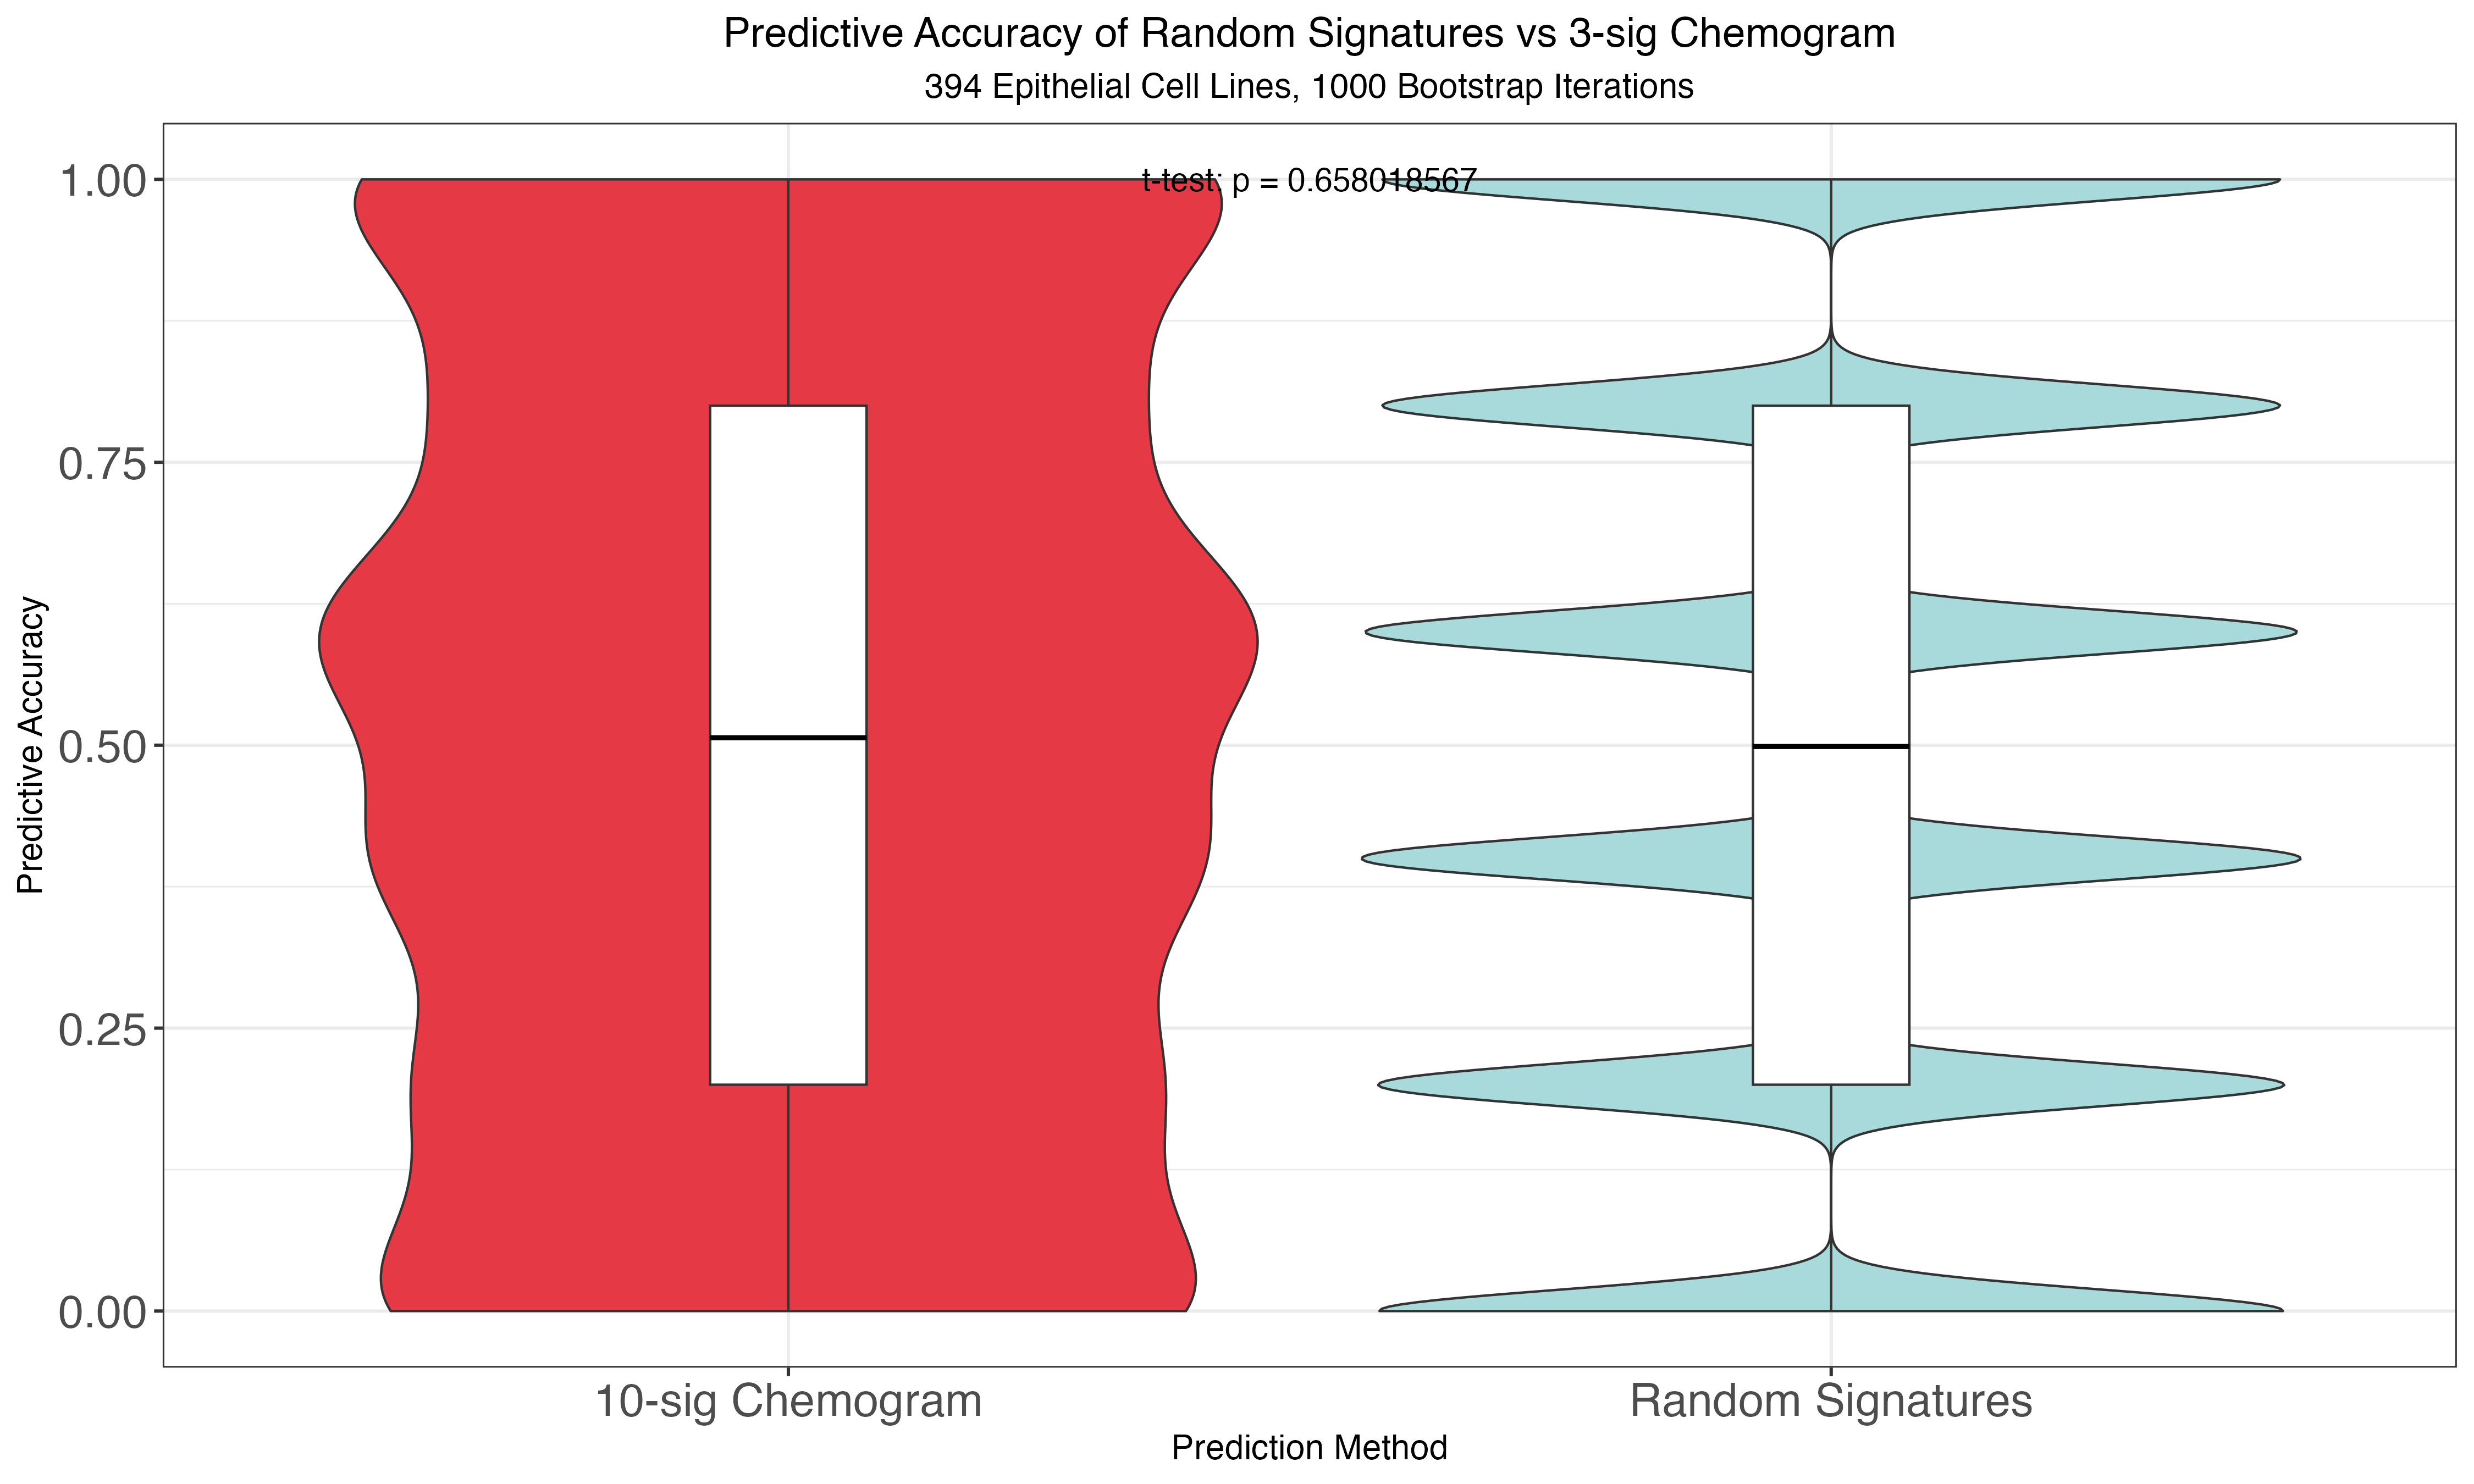 Predictive Accuracy of Random Signatures vs 3-sig Chemogram
394 Epithelial Cell Lines, 1000 Bootstrap Iterations
t-test: p = 0.658018567
1.00
0.75
0.50
0.25
0.00
Predictive Accuracy
10-sig Chemogram
Random Signatures
Prediction Method